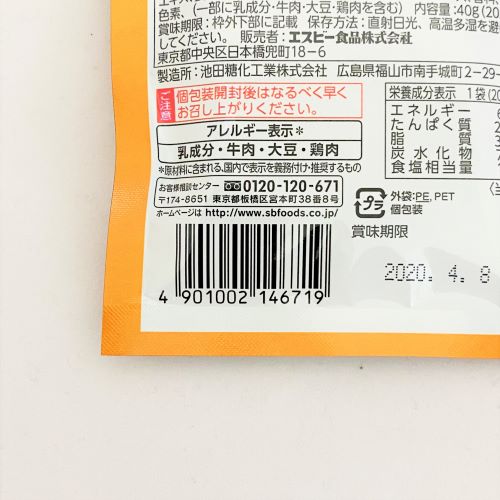 色素、(一部に乳成分・牛肉・大豆・鶏肉を含む) 内容量:40g(20
賞味期限:枠外下部に記載 保存方法:直射日光、高温多湿を避
してください。 販売者:エスビー食品株式会社
東京都中央区日本橋兜町18-6
製造所:池田糖化工業株式会社 広島県福山市南手城町2-29-
ご注意
個包装開封後はなるべく早く
お召し上がりください。
アレルギー表示*
乳成分・牛肉・大豆・鶏肉
*原材料に含まれる、国内で表示を義務付け・推奨するもの
お客様相談センター 0120-120-671
〒174-8651 東京都板橋区宮本町38番8号
ホームページは http://www.sbfoods.co.jp/
4 901002 146719
栄養成分表示 1袋(20
エネルギー
たんぱく質 2
脂質
炭水化物
食塩相当量
プラ
外袋:PE, PET
個包装
賞味期限
2020. 4. 8